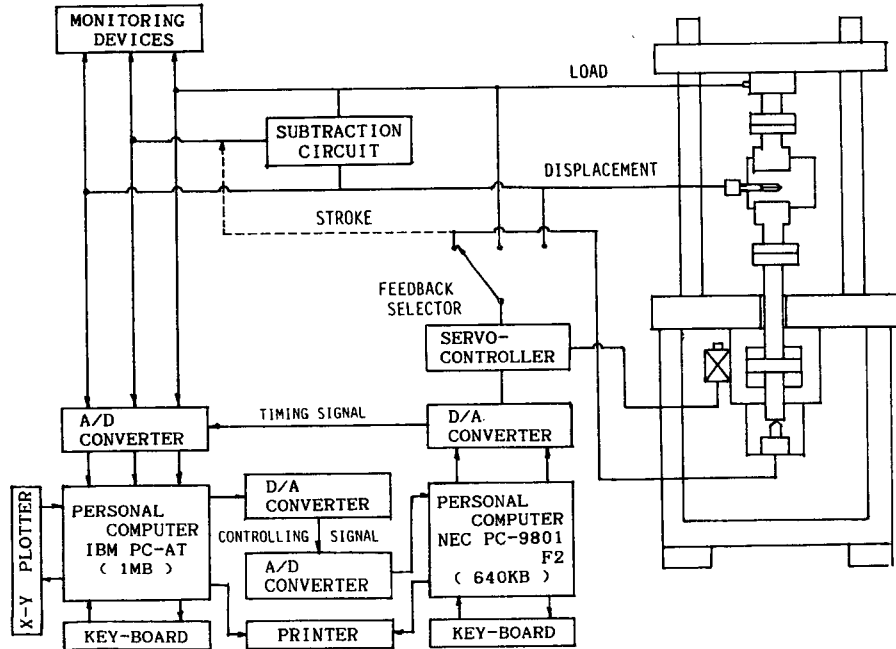 MONITORING
DEVICES
LOAD
SUBTRACTION
CIRCUIT
DISPLACEMENT
STROKE
FEEDBACK
SELECTOR
SERVO-
CONTROLLER
A/D
CONVERTER
TIMING SIGNAL
D/A.
CONVERTER
X-Y PLOTTER
PERSONAL
COMPUTER
IBM PC-AT
( 1MB )
D/A
CONVERTER
CONTROLLING SIGNAL
A/D
CONVERTER
PERSONAL
COMPUTER
NEC PC-9801
F2
( 640KB )
KEY-BOARD
PRINTER
KEY-BOARD